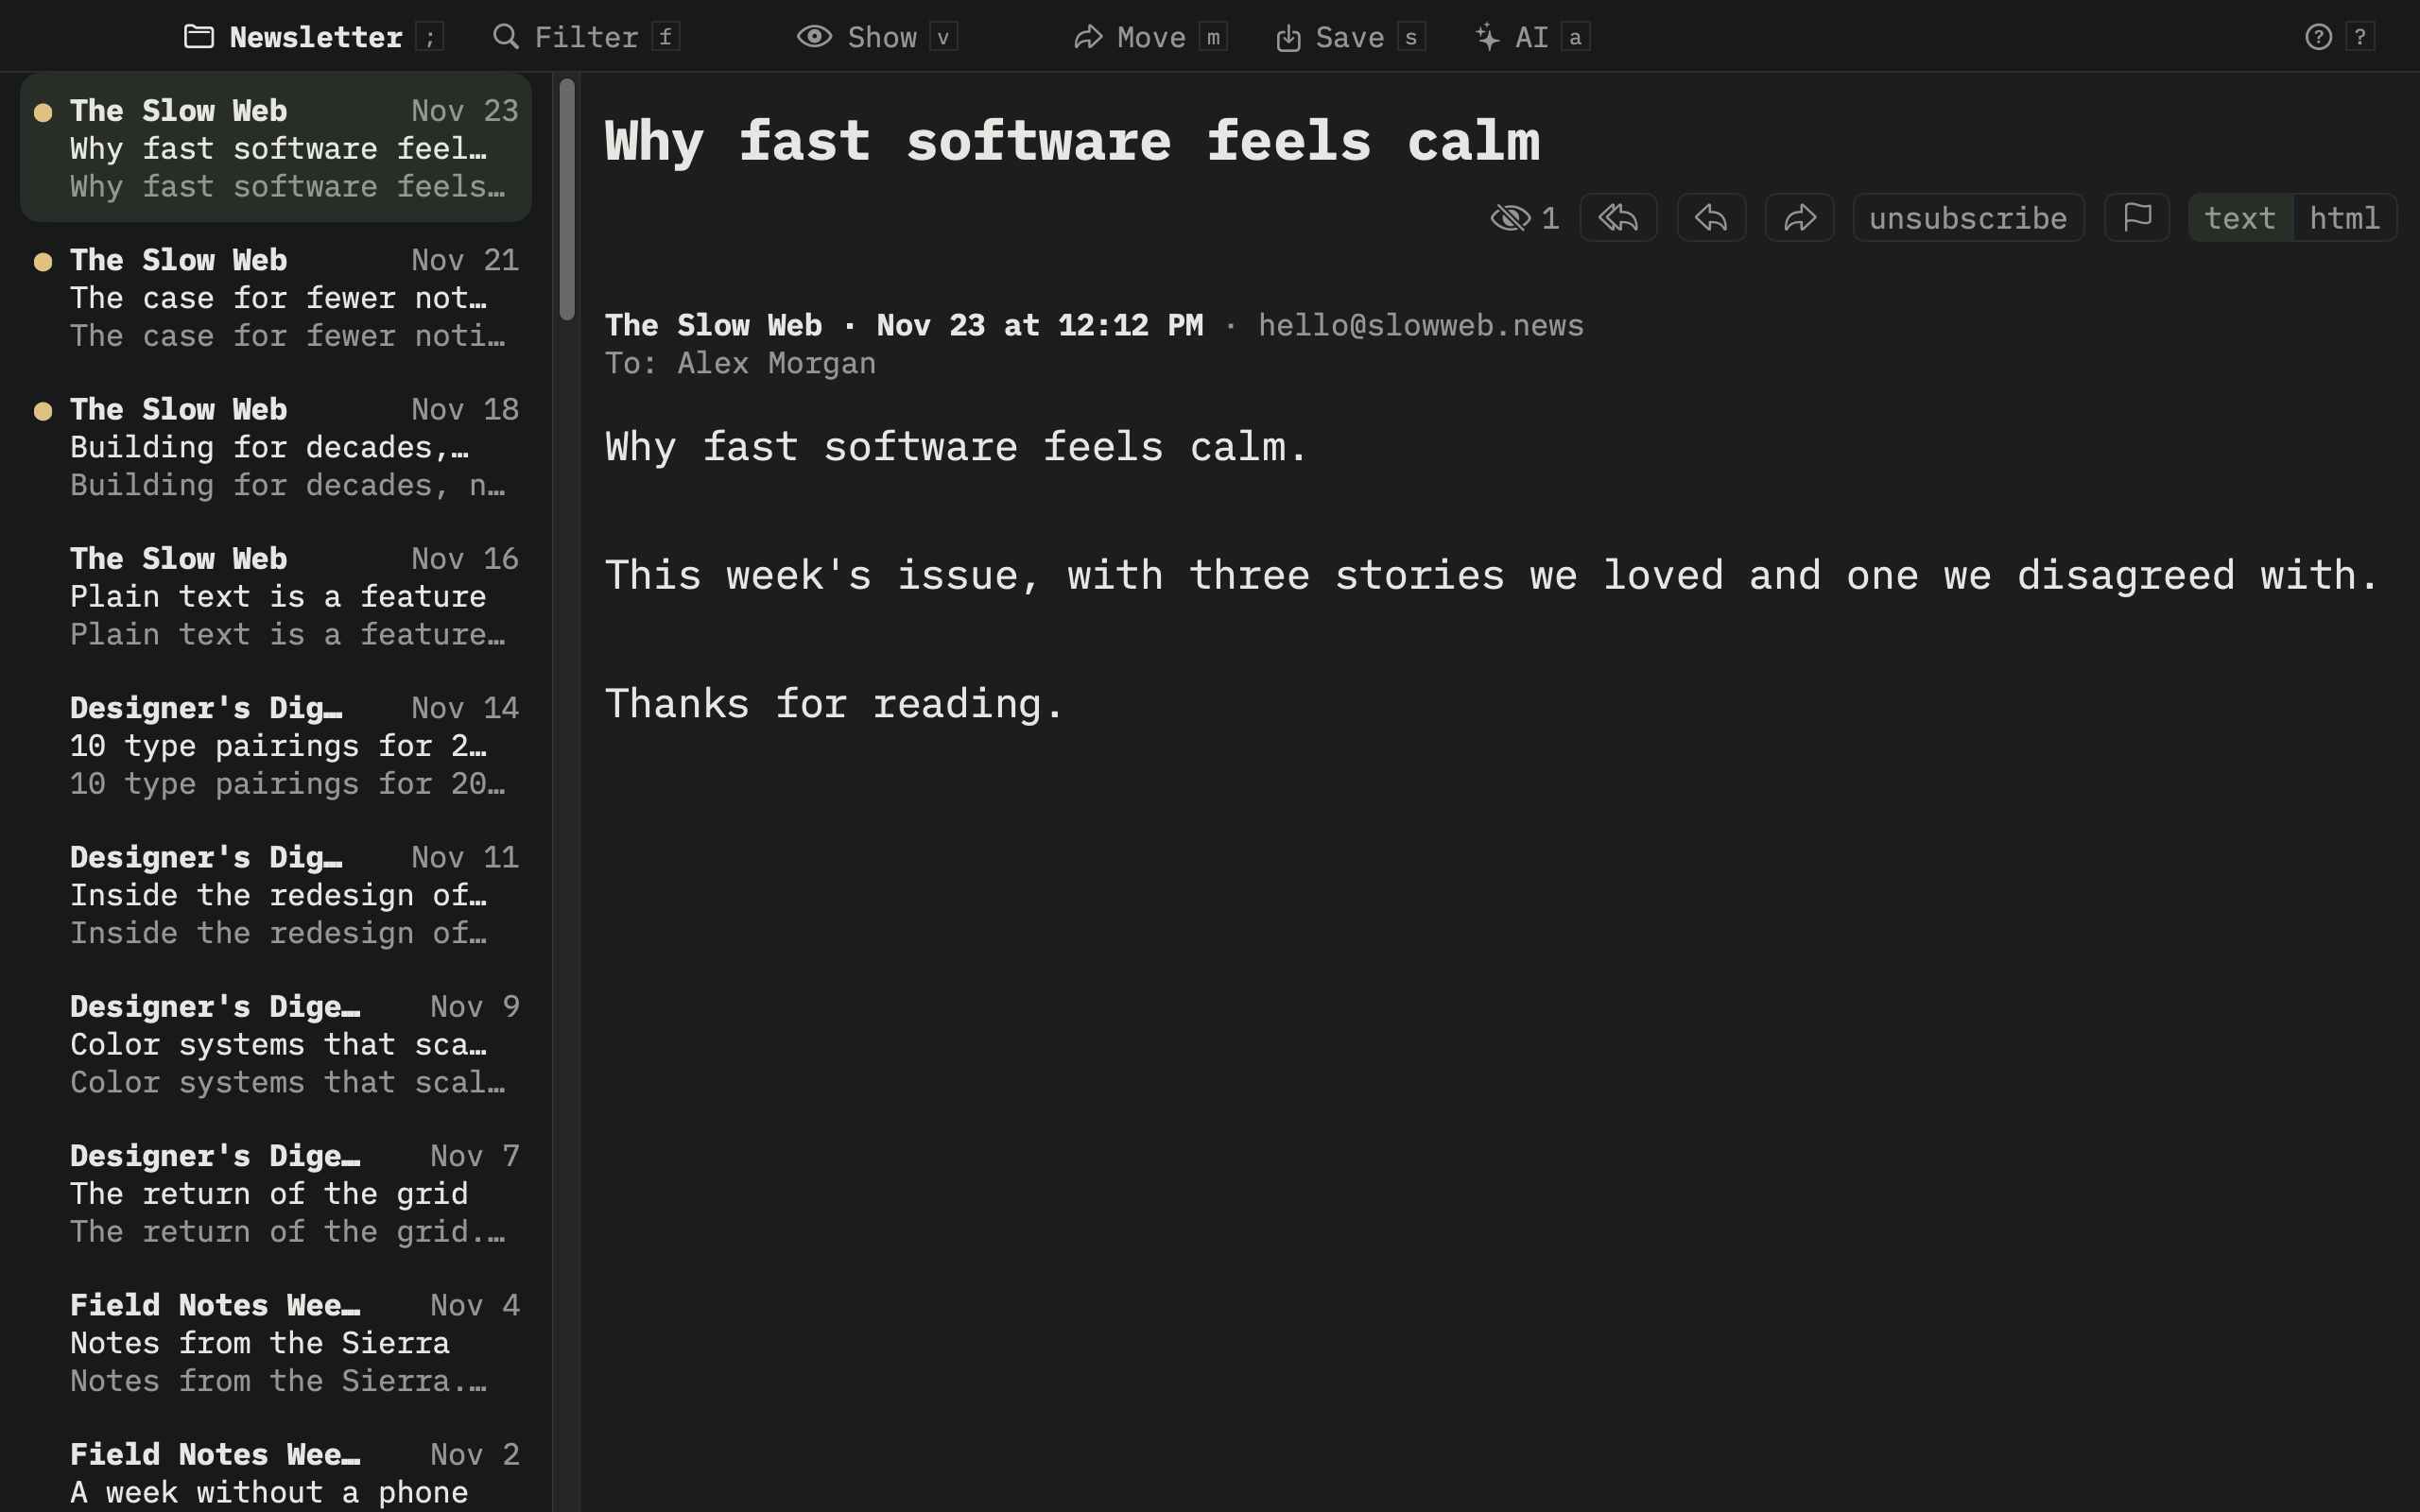 Newsletter ; Filter f Show v Move m Save s AI a ? ?
The Slow Web Nov 23
Why fast software feel…
Why fast software feels…
The Slow Web Nov 21
The case for fewer not…
The case for fewer noti…
The Slow Web Nov 18
Building for decades,…
Building for decades, n…
The Slow Web Nov 16
Plain text is a feature
Plain text is a feature…
Designer's Dig… Nov 14
10 type pairings for 2…
10 type pairings for 20…
Designer's Dig… Nov 11
Inside the redesign of…
Inside the redesign of…
Designer's Dige… Nov 9
Color systems that sca…
Color systems that scal…
Designer's Dige… Nov 7
The return of the grid
The return of the grid.…
Field Notes Wee… Nov 4
Notes from the Sierra
Notes from the Sierra.…
Field Notes Wee… Nov 2
A week without a phone
Why fast software feels calm
1 unsubscribe text html
The Slow Web · Nov 23 at 12:12 PM · hello@slowweb.news
To: Alex Morgan
Why fast software feels calm.
This week's issue, with three stories we loved and one we disagreed with.
Thanks for reading.